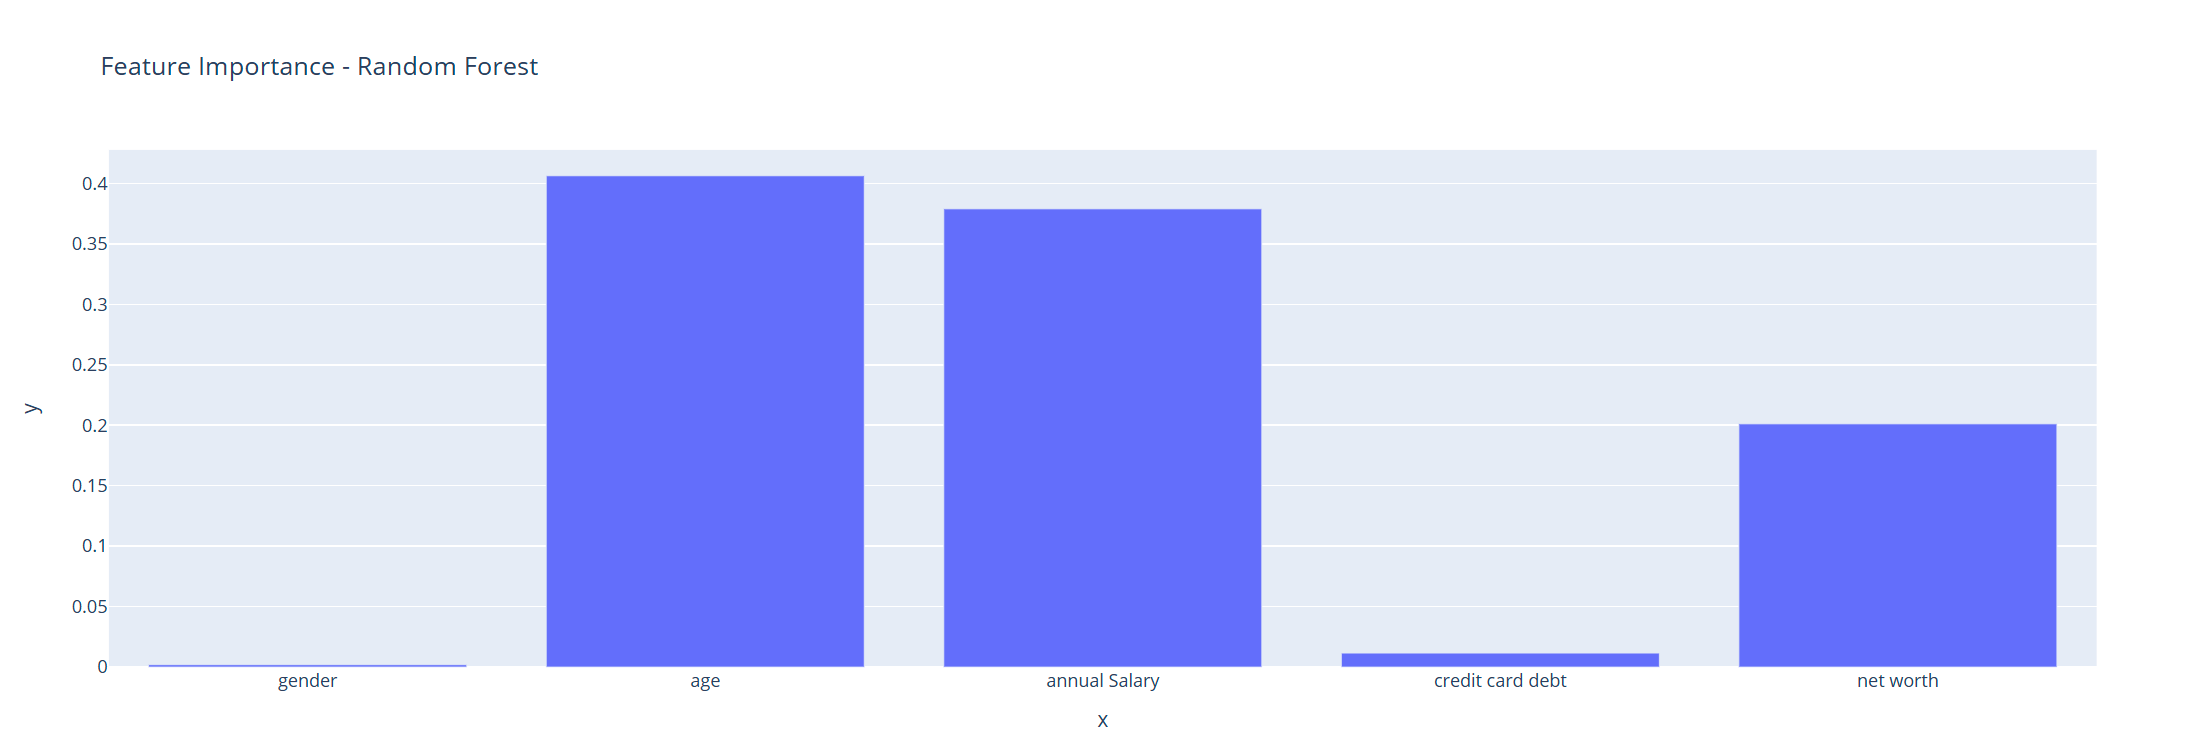 Feature Importance - Random Forest
0.4
0.35
0.3
0.25
0.2
0.15
0.1
0.05
0
y
gender age annual Salary credit card debt net worth
x